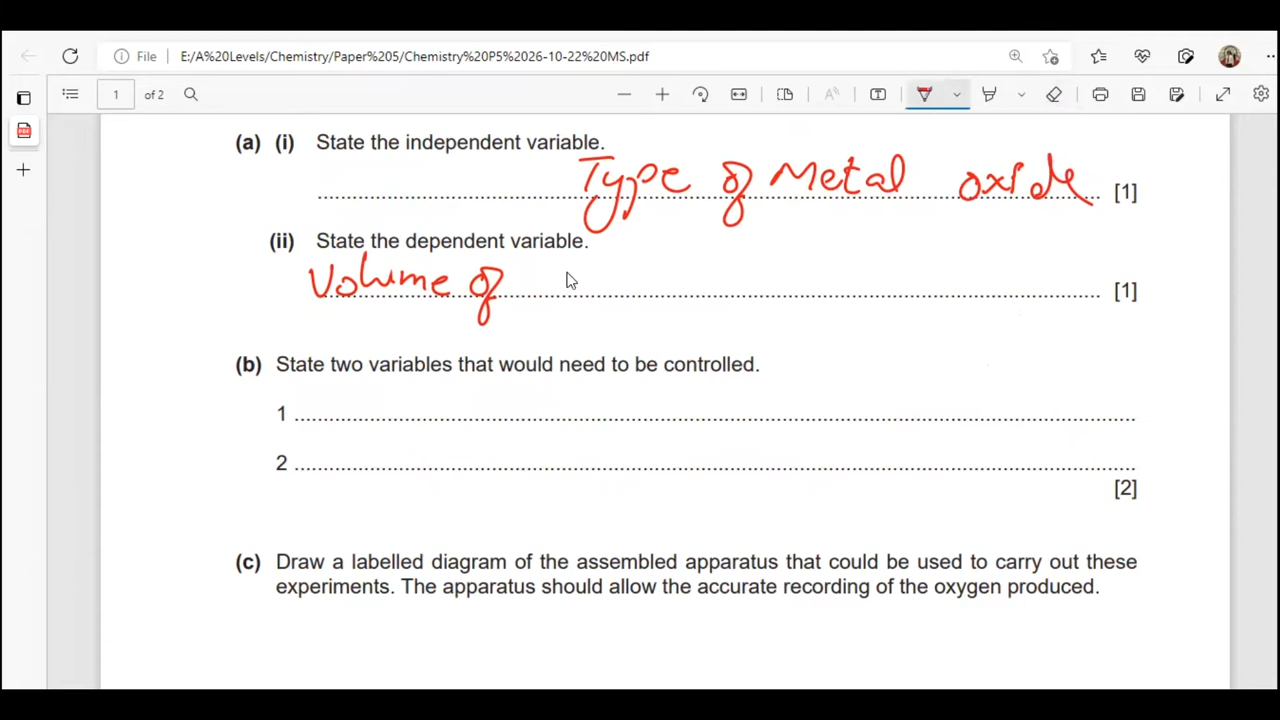 File E:/A%20Levels/Chemistry/Paper%205/Chemistry%20P5%2026-10-22%20MS.pdf
1 of 2
(a) (i) State the independent variable.
Type of Metal oxide [1]
(ii) State the dependent variable.
Volume of [1]
(b) State two variables that would need to be controlled.
1
2
[2]
(c) Draw a labelled diagram of the assembled apparatus that could be used to carry out these
experiments. The apparatus should allow the accurate recording of the oxygen produced.